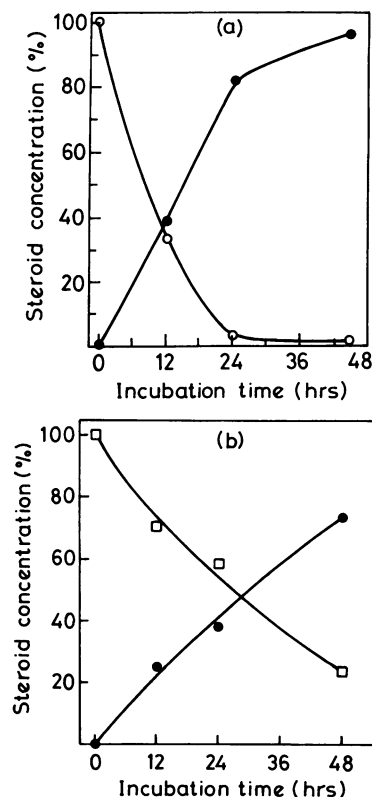 (a)
Steroid concentration (%)
100
80
60
40
20
0 12 24 36 48
Incubation time (hrs)
(b)
Steroid concentration (%)
100
80
60
40
20
0 12 24 36 48
Incubation time (hrs)